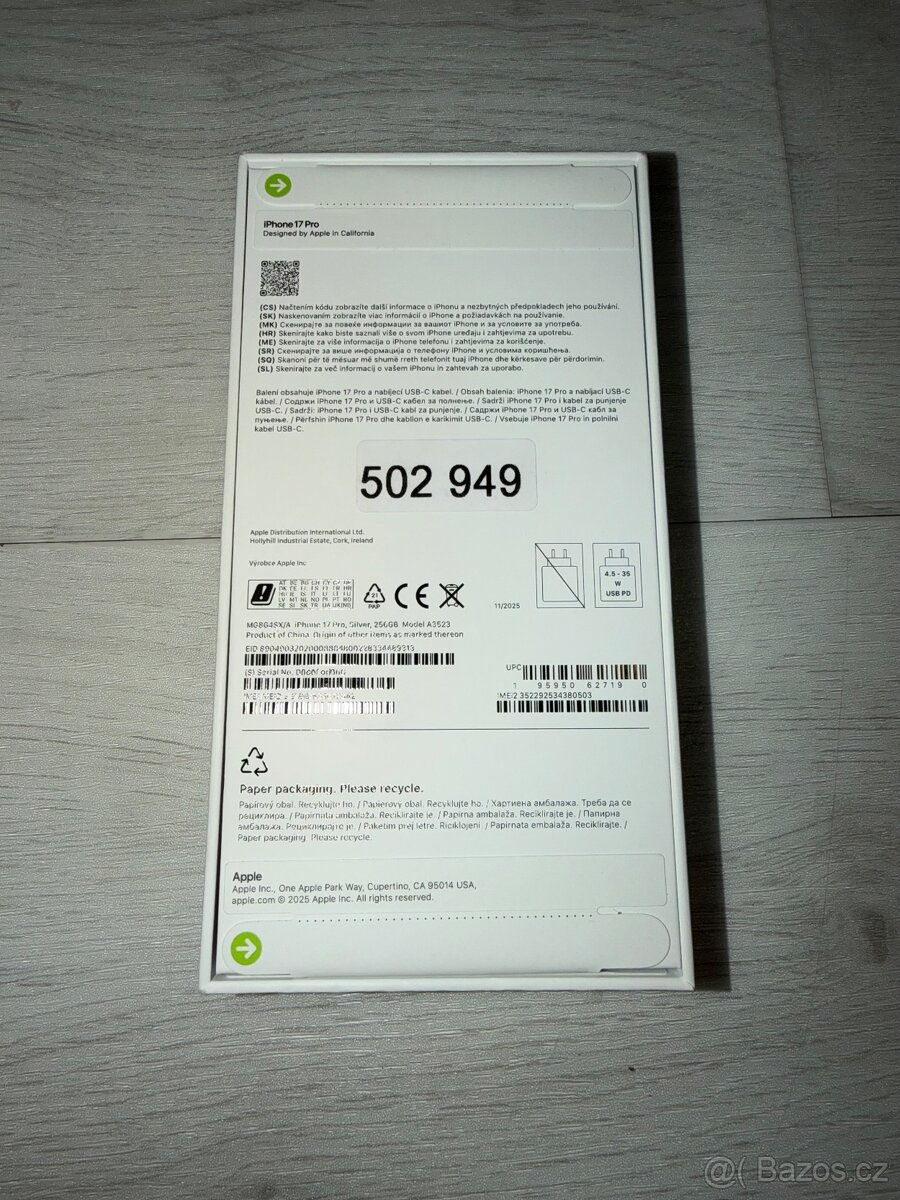 iPhone 17 Pro
Designed by Apple in California
(CS) Načtením kódu zobrazíte další informace o iPhonu a nezbytných předpokladech jeho používání.
(SK) Naskenovaním zobrazíte viac informácií o iPhone a požiadavkách na používanie.
(MK) Скенирајте за повеќе информации за вашиот iPhone и за условите за употреба.
(HR) Skenirajte kako biste saznali više o svom iPhone uređaju i zahtjevima za upotrebu.
(ME) Skenirajte za više informacija o iPhone telefonu i zahtjevima za korišćenje.
(SR) Скенирајте за више информација о телефону iPhone и условима коришћења.
(SQ) Skanoni për të mësuar më shumë rreth telefonit tuaj iPhone dhe kërkesave për përdorimin.
(SL) Skenirajte za več informacij o vašem iPhonu in zahtevah za uporabo.
Balení obsahuje iPhone 17 Pro a nabíjecí USB-C kabel. / Obsah balenia: iPhone 17 Pro a nabíjací USB-C
kábel. / Содржи iPhone 17 Pro и USB-C кабел за полнење. / Sadrži iPhone 17 Pro i kabel za punjenje
USB-C. / Sadrži: iPhone 17 Pro i USB-C kabl za punjenje. / Садржи iPhone 17 Pro и USB-C кабл за
пуњење. / Përfshin iPhone 17 Pro dhe kabllon e karikimit USB-C. / Vsebuje iPhone 17 Pro in polnilni
kabel USB-C.
502 949
Apple Distribution International Ltd.
Hollyhill Industrial Estate, Cork, Ireland
Výrobce Apple Inc
21
PAP
CE
11/2025
4.5 - 35
W
USB PD
MG8G4SX/A iPhone 17 Pro, Silver, 256GB Model A3523
Product of China. Origin of other items as marked thereon
EID
(S) Serial No.
UPC
1 95950 62719 0
IMEI2 352292534380503
Paper packaging. Please recycle.
Papírový obal. Recyklujte ho. / Papierový obal. Recyklujte ho. / Хартиена амбалажа. Треба да се
рециклира. / Papirnata ambalaža. Reciklirajte je. / Papirna ambalaža. Reciklirajte je. / Папирна
амбалажа. Рециклирајте је. / Paketim prej letre. Riciklojeni. / Papirnata embalaža. Reciklirajte. /
Paper packaging. Please recycle.
Apple
Apple Inc., One Apple Park Way, Cupertino, CA 95014 USA,
apple.com © 2025 Apple Inc. All rights reserved.
@( Bazos.cz